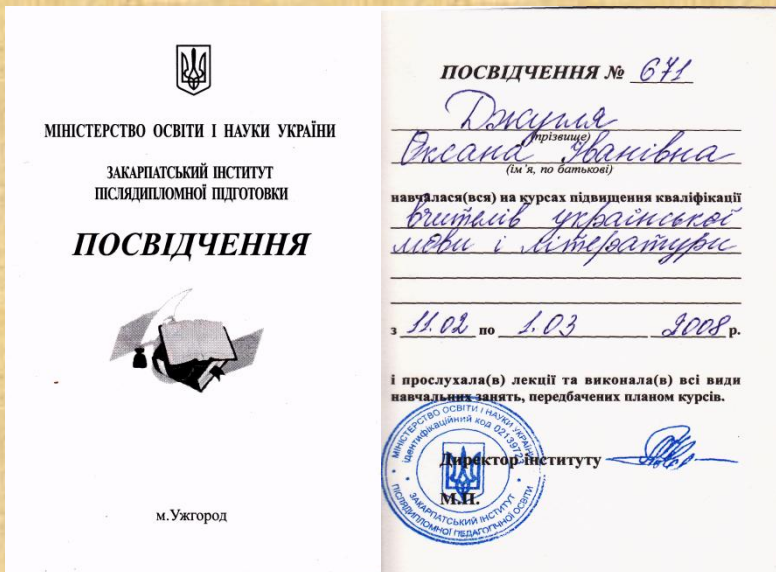 МІНІСТЕРСТВО ОСВІТИ І НАУКИ УКРАЇНИ
ЗАКАРПАТСЬКИЙ ІНСТИТУТ
ПІСЛЯДИПЛОМНОЇ ПІДГОТОВКИ
ПОСВІДЧЕННЯ
м.Ужгород
ПОСВІДЧЕННЯ № 671
Джугля
(прізвище)
Оксана Іванівна
(ім'я, по батькові)
навчалася(вся) на курсах підвищення кваліфікації
вчителів української
мови і літератури
з 11.02 по 1.03 2008 р.
і прослухала(в) лекції та виконала(в) всі види
навчальних занять, передбачених планом курсів.
Директор інституту
М.П.
МІНІСТЕРСТВО ОСВІТИ І НАУКИ УКРАЇНИ
ідентифікаційний код
ЗАКАРПАТСЬКИЙ ІНСТИТУТ
ПІСЛЯДИПЛОМНОЇ ПЕДАГОГІЧНОЇ ОСВІТИ